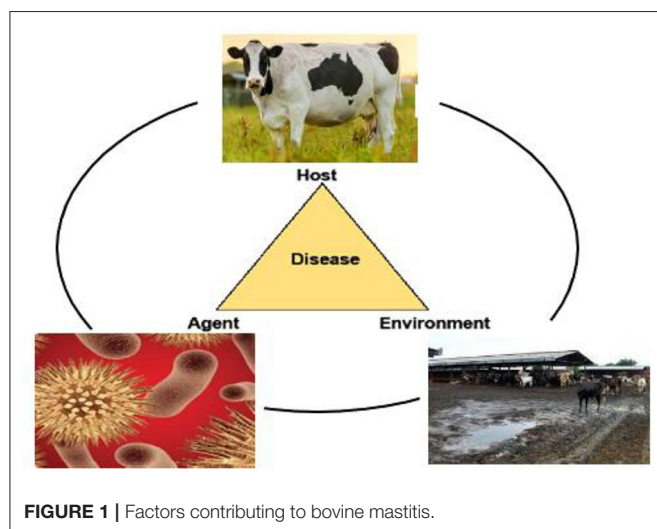 Host
Disease
Agent Environment
FIGURE 1 | Factors contributing to bovine mastitis.